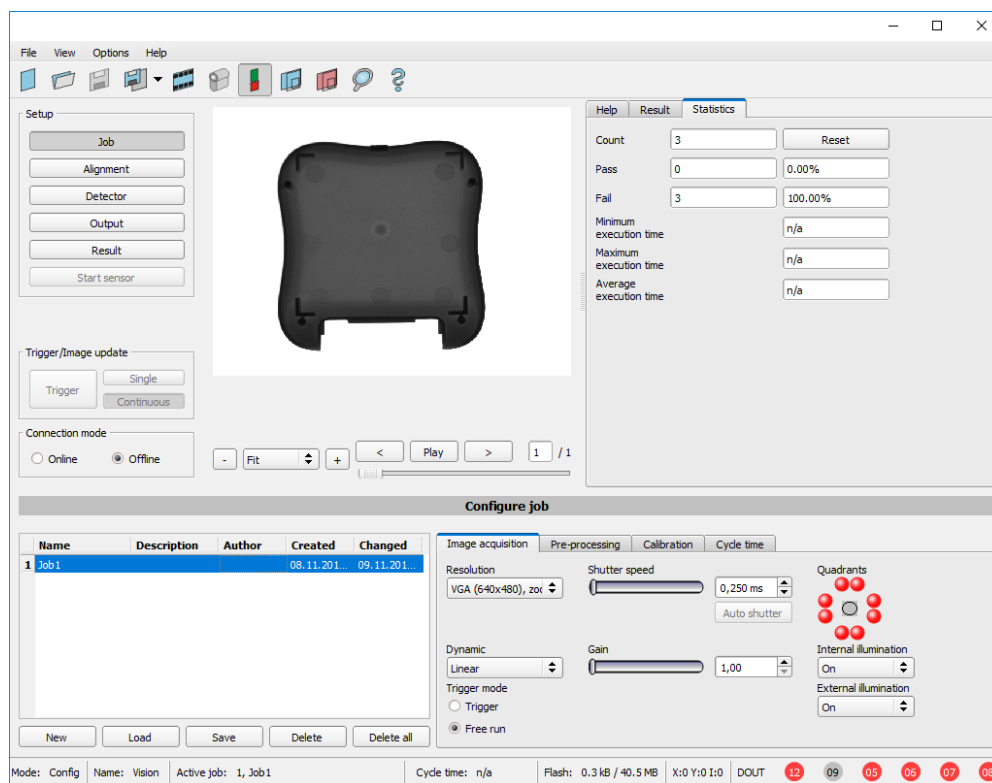 File View Options Help
Setup
Job
Alignment
Detector
Output
Result
Start sensor
Trigger/Image update
Trigger
Single
Continuous
Connection mode
Online Offline
- Fit +
< Play > 1 / 1
Help Result Statistics
Count 3 Reset
Pass 0 0.00%
Fail 3 100.00%
Minimum
execution time n/a
Maximum
execution time n/a
Average
execution time n/a
Configure job
Name Description Author Created Changed
1 Job1 08.11.201... 09.11.201...
New Load Save Delete Delete all
Image acquisition Pre-processing Calibration Cycle time
Resolution Shutter speed Quadrants
VGA (640x480), zoo 0,250 ms
Auto shutter
Dynamic Gain Internal illumination
Linear 1,00 On
Trigger mode External illumination
Trigger On
Free run
Mode: Config Name: Vision Active job: 1, Job1 Cycle time: n/a Flash: 0.3 kB / 40.5 MB X:0 Y:0 I:0 DOUT 12 09 05 06 07 08